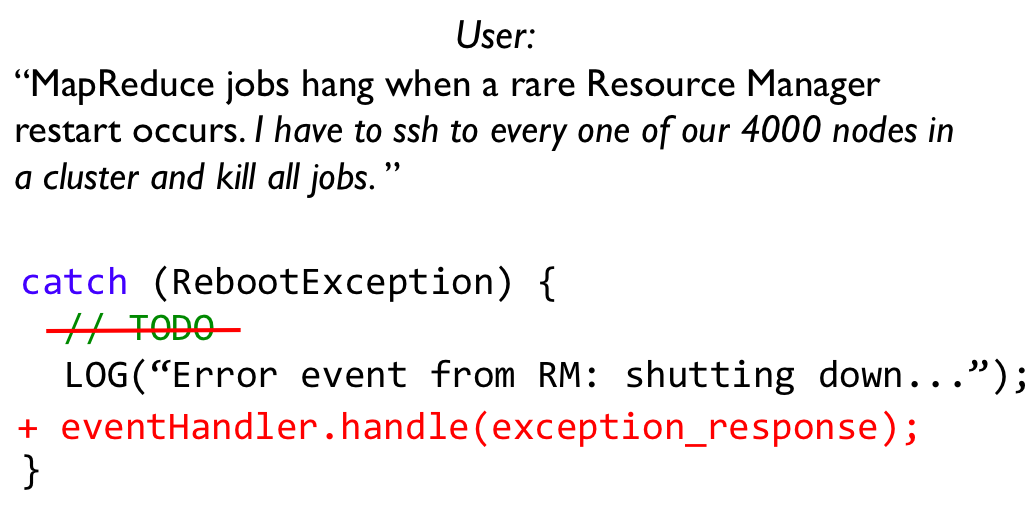 User:
“MapReduce jobs hang when a rare Resource Manager
restart occurs. I have to ssh to every one of our 4000 nodes in
a cluster and kill all jobs. ”
catch (RebootException) {
// TODO
LOG(“Error event from RM: shutting down...”);
+ eventHandler.handle(exception_response);
}